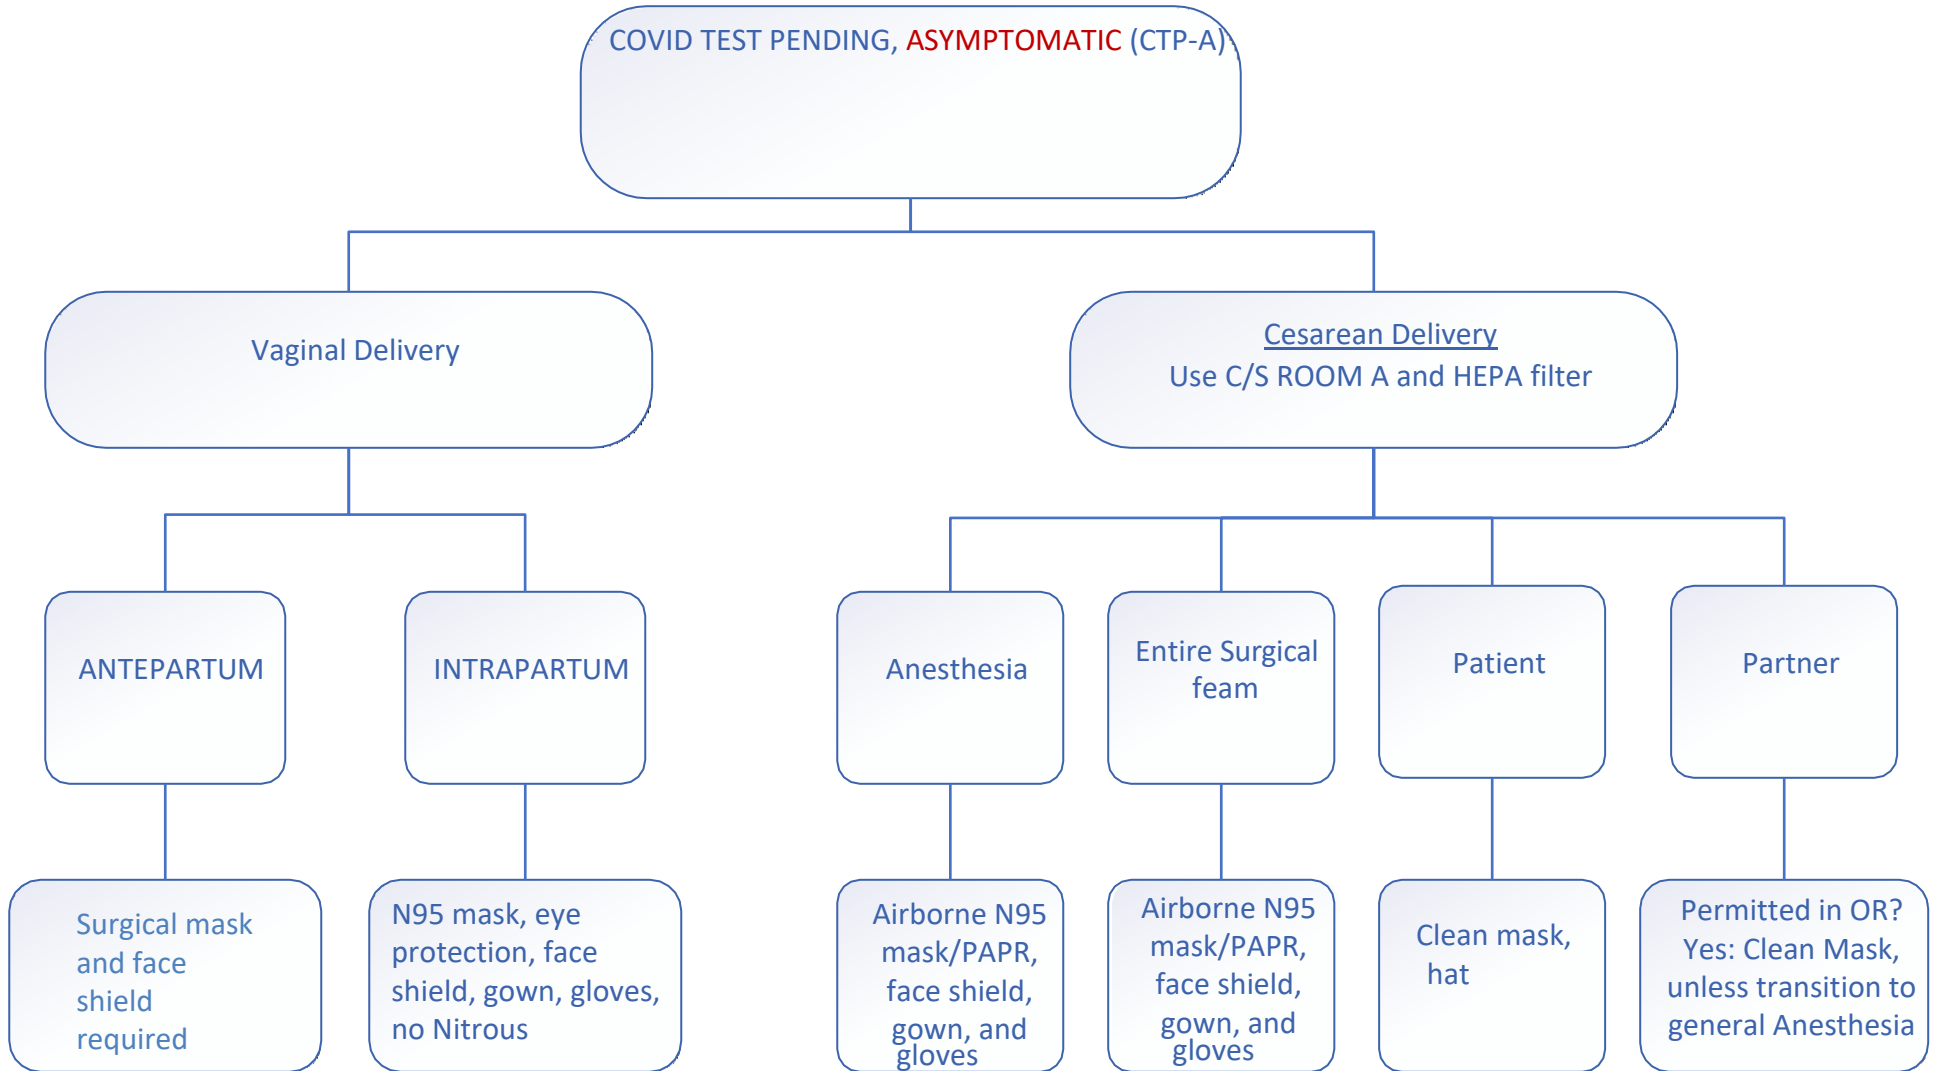 COVID TEST PENDING, ASYMPTOMATIC (CTP-A)
Vaginal Delivery
Cesarean Delivery
Use C/S ROOM A and HEPA filter
ANTEPARTUM
INTRAPARTUM
Anesthesia
Entire Surgical
feam
Patient
Partner
Surgical mask
and face
shield
required
N95 mask, eye
protection, face
shield, gown, gloves,
no Nitrous
Airborne N95
mask/PAPR,
face shield,
gown, and
gloves
Airborne N95
mask/PAPR,
face shield,
gown, and
gloves
Clean mask,
hat
Permitted in OR?
Yes: Clean Mask,
unless transition to
general Anesthesia